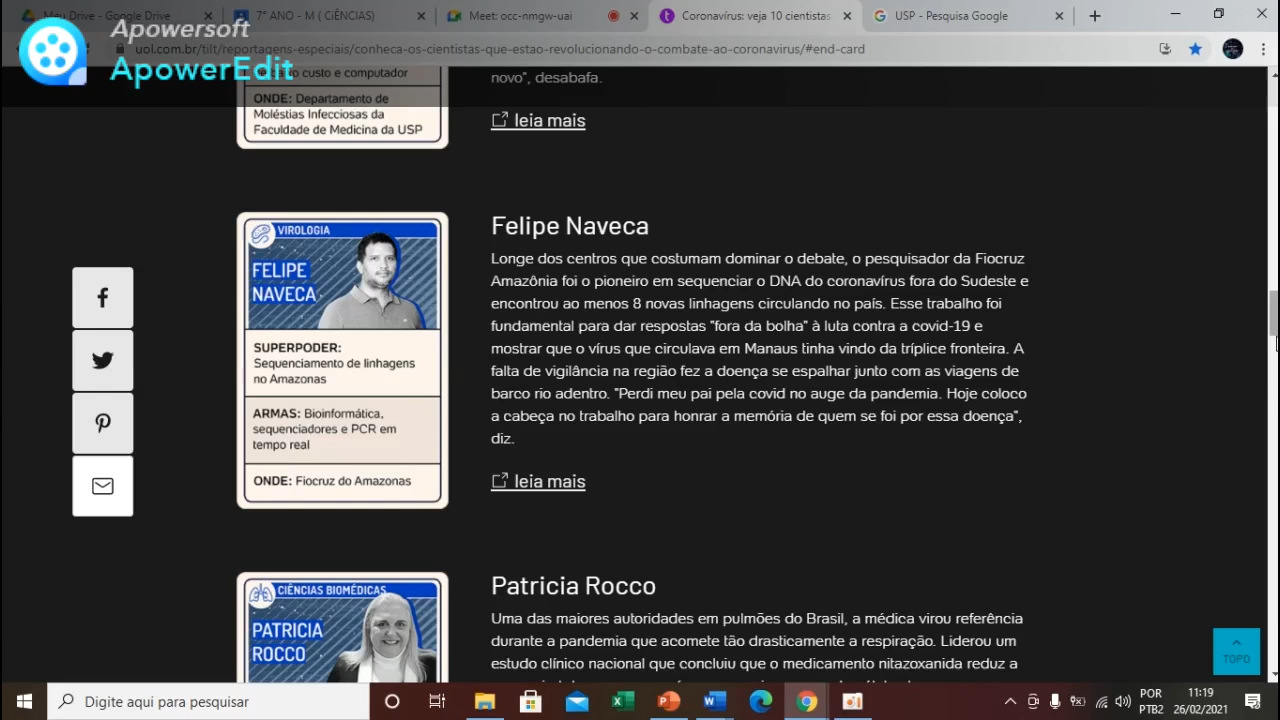 Meu Drive - Google Drive
7° ANO - M ( CiÊNCIAS)
Meet: occ-nmgw-uai
Coronavírus: veja 10 cientistas
USP - Pesquisa Google
Apowersoft
ApowerEdit
uol.com.br/tilt/reportagens-especiais/conheca-os-cientistas-que-estao-revolucionando-o-combate-ao-coronavirus/#end-card
custo e computador
ONDE: Departamento de
Moléstias Infecciosas da
Faculdade de Medicina da USP
novo", desabafa.
leia mais
VIROLOGIA
FELIPE
NAVECA
SUPERPODER:
Sequenciamento de linhagens
no Amazonas
ARMAS: Bioinformática,
sequenciadores e PCR em
tempo real
ONDE: Fiocruz do Amazonas
Felipe Naveca
Longe dos centros que costumam dominar o debate, o pesquisador da Fiocruz
Amazônia foi o pioneiro em sequenciar o DNA do coronavírus fora do Sudeste e
encontrou ao menos 8 novas linhagens circulando no país. Esse trabalho foi
fundamental para dar respostas "fora da bolha" à luta contra a covid-19 e
mostrar que o vírus que circulava em Manaus tinha vindo da tríplice fronteira. A
falta de vigilância na região fez a doença se espalhar junto com as viagens de
barco rio adentro. "Perdi meu pai pela covid no auge da pandemia. Hoje coloco
a cabeça no trabalho para honrar a memória de quem se foi por essa doença",
diz.
leia mais
CIÊNCIAS BIOMÉDICAS
PATRICIA
ROCCO
Patricia Rocco
Uma das maiores autoridades em pulmões do Brasil, a médica virou referência
durante a pandemia que acomete tão drasticamente a respiração. Liderou um
estudo clínico nacional que concluiu que o medicamento nitazoxanida reduz a
TOPO
Digite aqui para pesquisar
POR
PTB2
11:19
26/02/2021